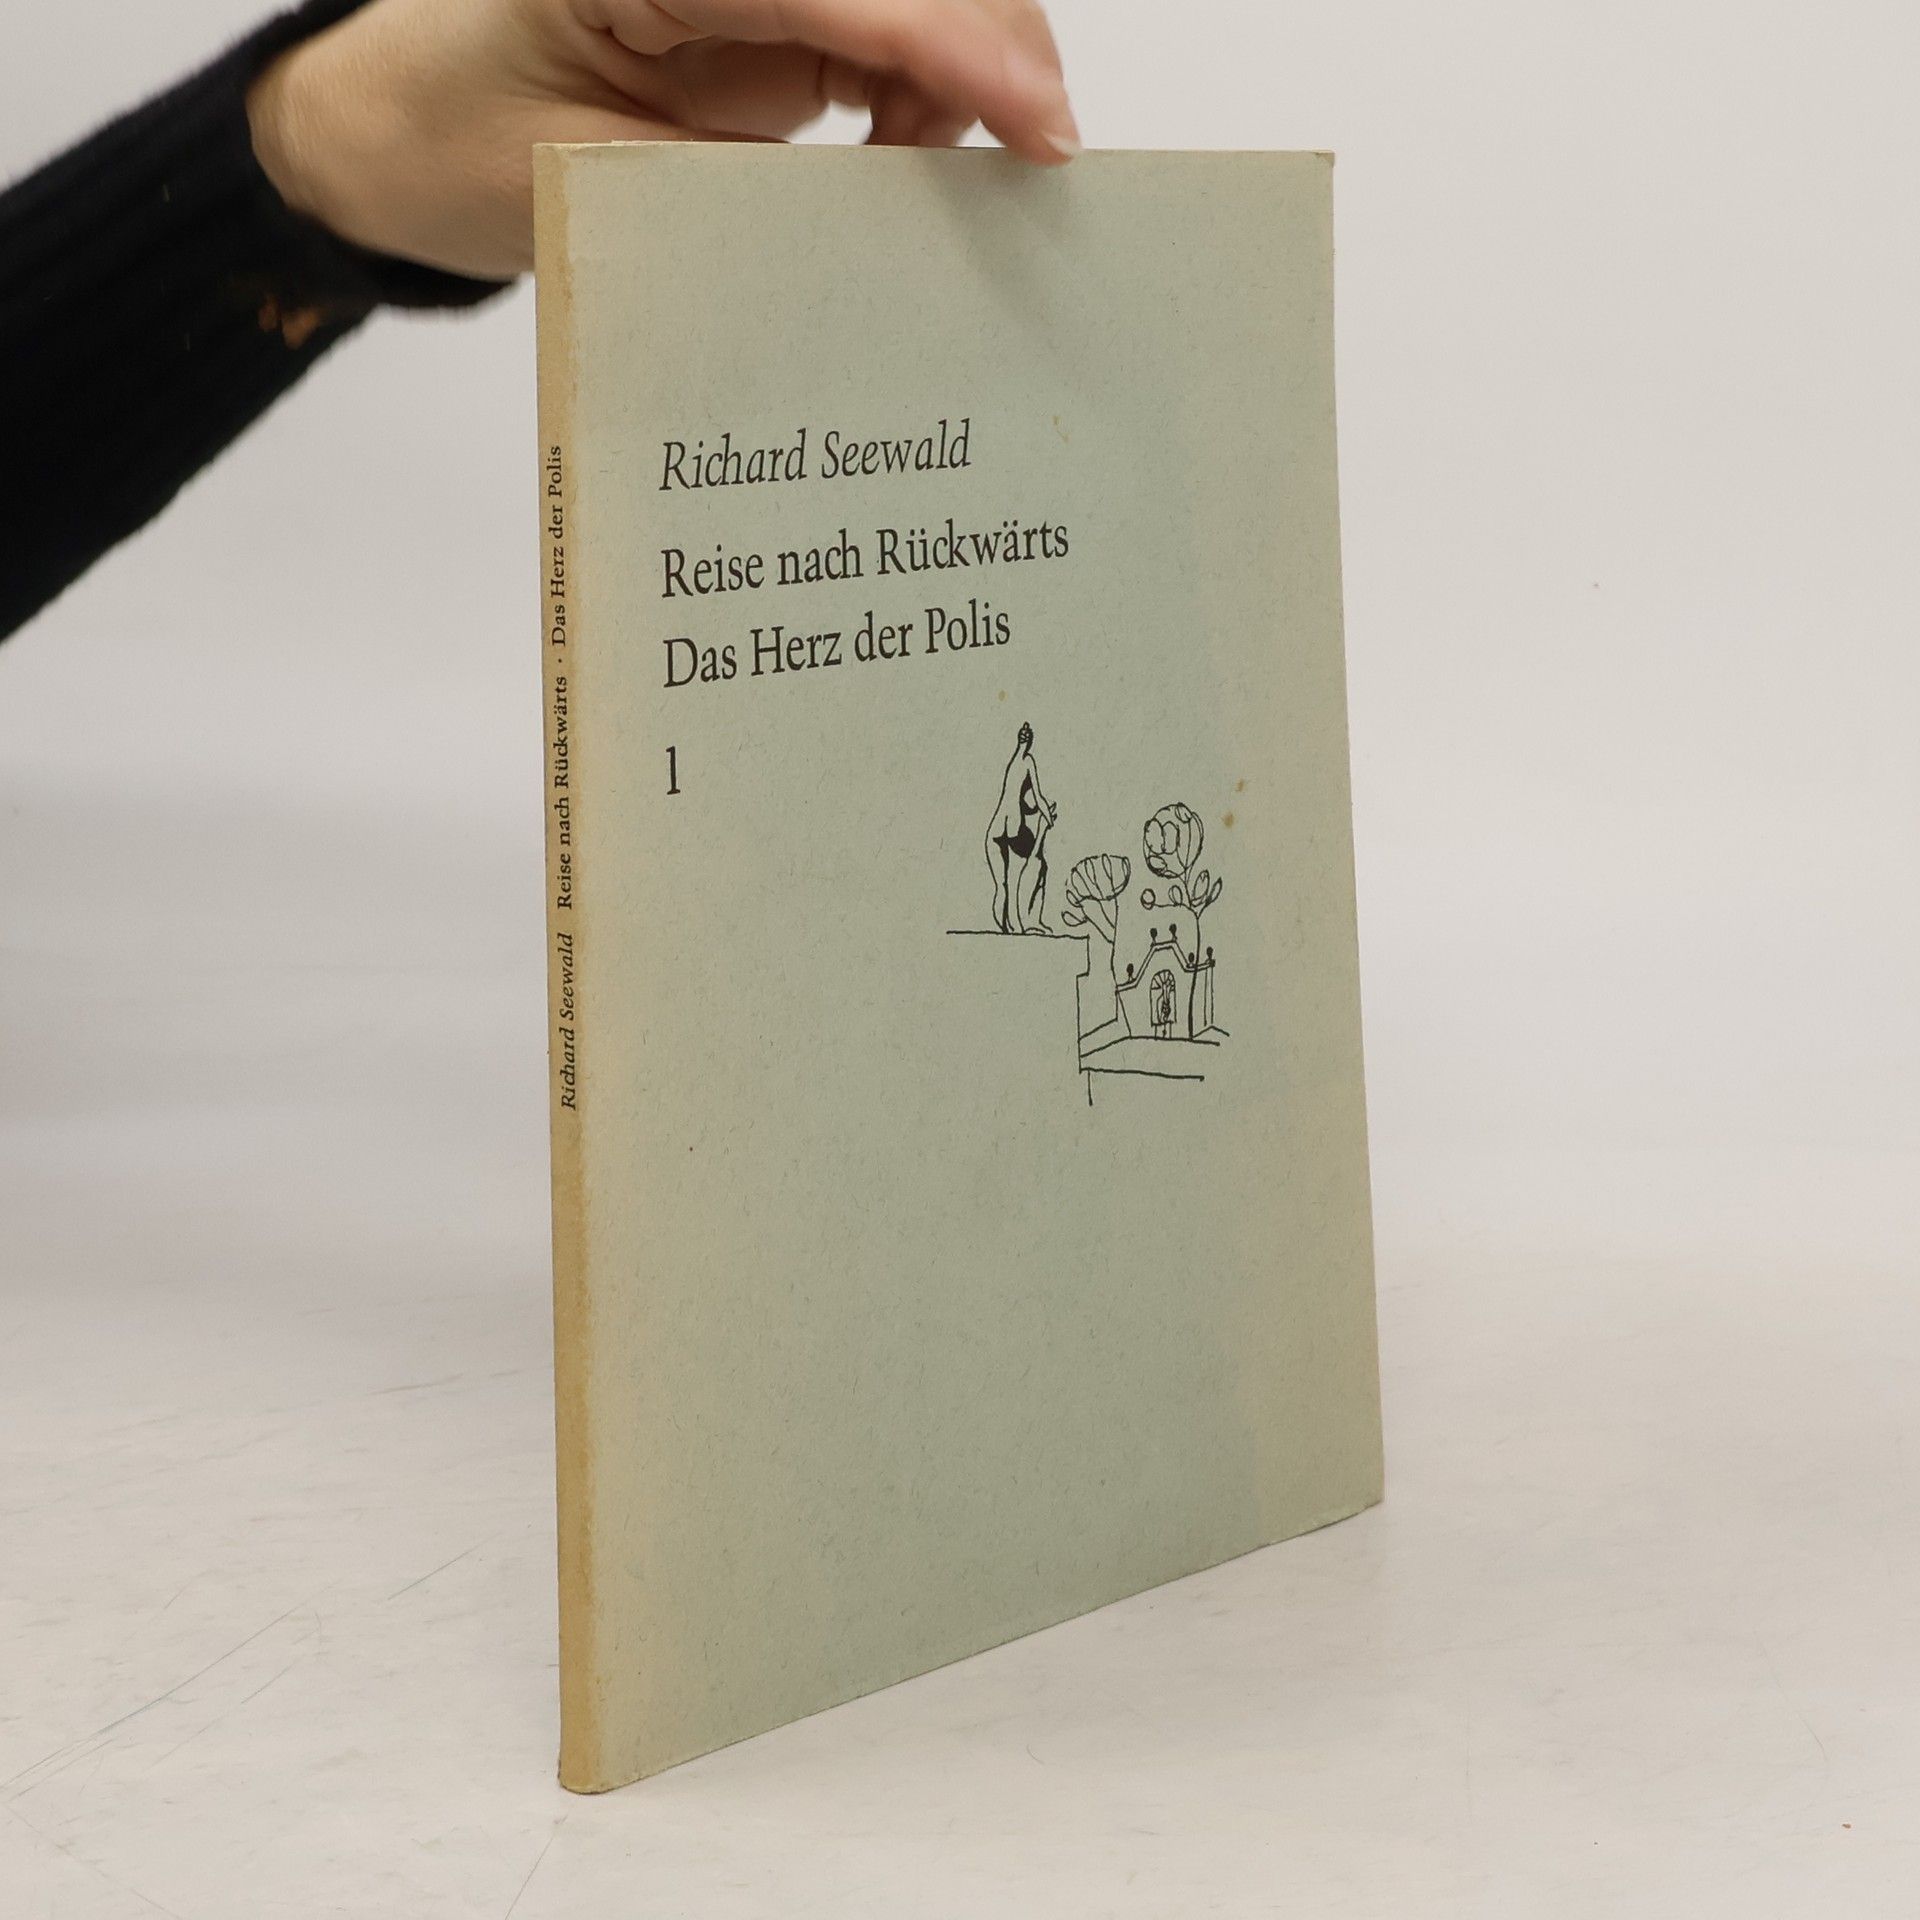 Richard Seewald
Reise nach Rückwärts
Das Herz der Polis
1
Richard Seewald Reise nach Rückwärts · Das Herz der Polis